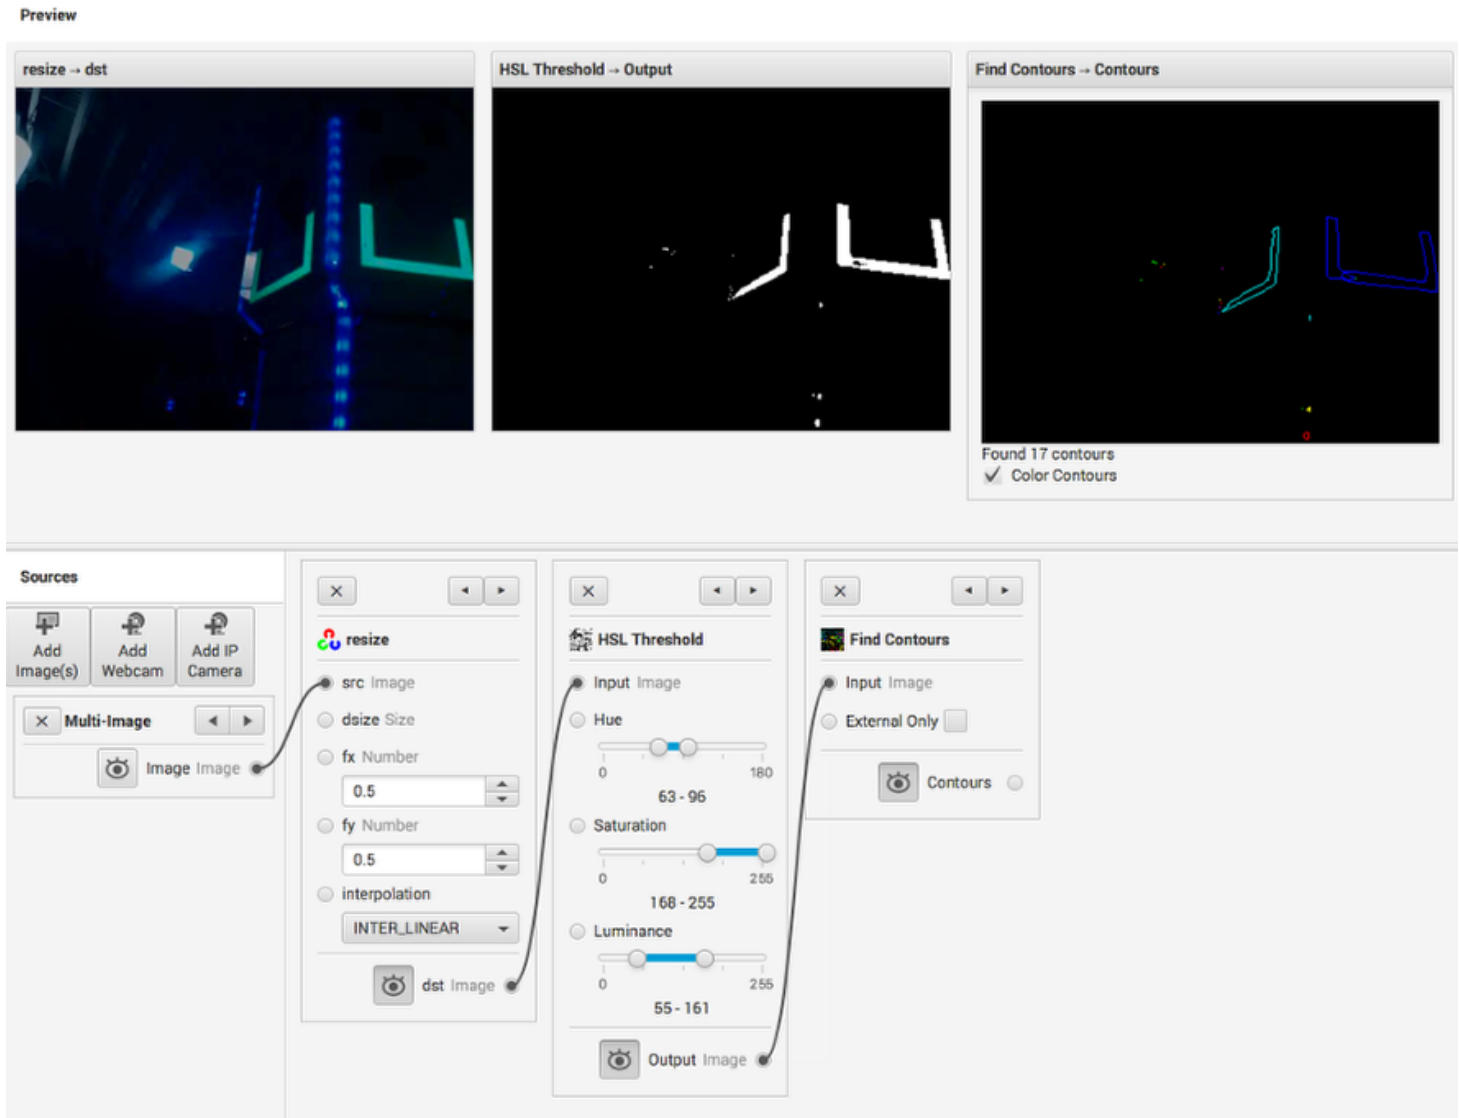 Preview
resize → dst
HSL Threshold → Output
Find Contours → Contours
Found 17 contours
Color Contours
Sources
Add Image(s)
Add Webcam
Add IP Camera
Multi-Image
Image Image
resize
src Image
dsize Size
fx Number
0.5
fy Number
0.5
interpolation
INTER_LINEAR
dst Image
HSL Threshold
Input Image
Hue
0 180
63 - 96
Saturation
0 255
168 - 255
Luminance
0 255
55 - 161
Output Image
Find Contours
Input Image
External Only
Contours